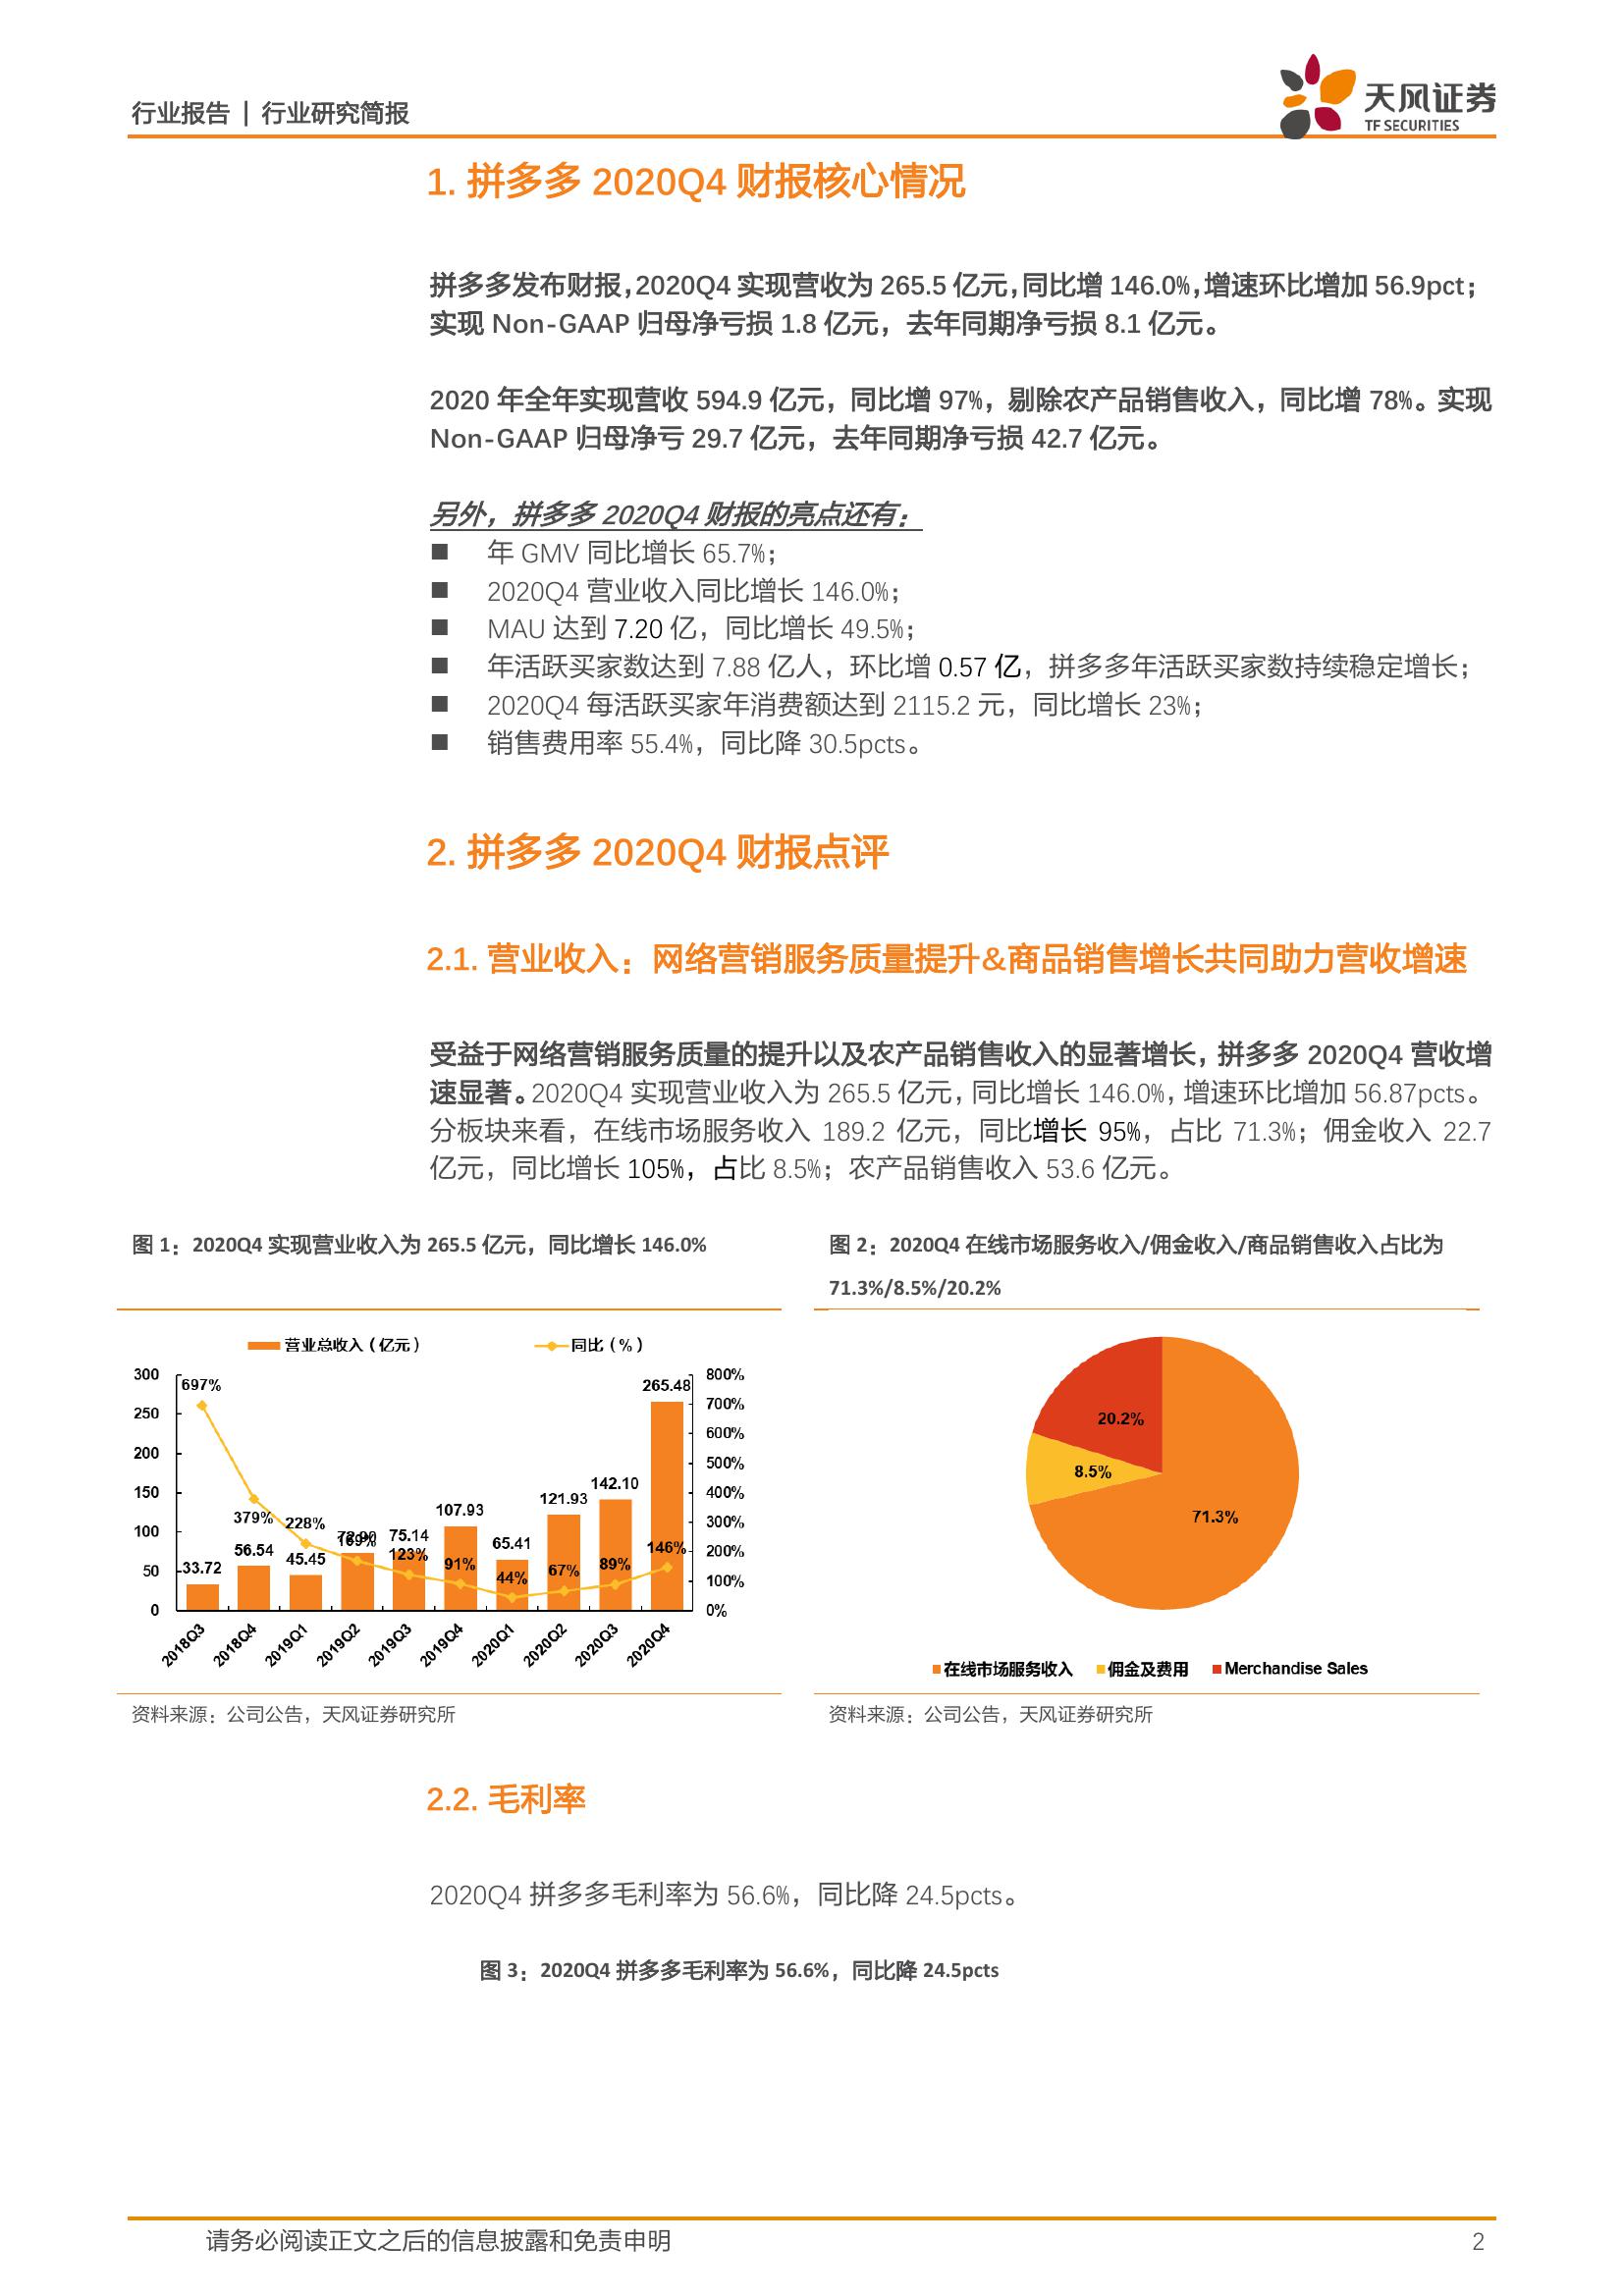 行业报告 | 行业研究简报
天风证券
TF SECURITIES
1. 拼多多 2020Q4 财报核心情况
拼多多发布财报，2020Q4 实现营收为 265.5 亿元，同比增 146.0%，增速环比增加 56.9pct；
实现 Non-GAAP 归母净亏损 1.8 亿元，去年同期净亏损 8.1 亿元。
2020 年全年实现营收 594.9 亿元，同比增 97%，剔除农产品销售收入，同比增 78%。实现
Non-GAAP 归母净亏 29.7 亿元，去年同期净亏损 42.7 亿元。
另外，拼多多 2020Q4 财报的亮点还有：
■ 年 GMV 同比增长 65.7%；
■ 2020Q4 营业收入同比增长 146.0%；
■ MAU 达到 7.20 亿，同比增长 49.5%；
■ 年活跃买家数达到 7.88 亿人，环比增 0.57 亿，拼多多年活跃买家数持续稳定增长；
■ 2020Q4 每活跃买家年消费额达到 2115.2 元，同比增长 23%；
■ 销售费用率 55.4%，同比降 30.5pcts。
2. 拼多多 2020Q4 财报点评
2.1. 营业收入：网络营销服务质量提升&商品销售增长共同助力营收增速
受益于网络营销服务质量的提升以及农产品销售收入的显著增长，拼多多 2020Q4 营收增
速显著。2020Q4 实现营业收入为 265.5 亿元，同比增长 146.0%，增速环比增加 56.87pcts。
分板块来看，在线市场服务收入 189.2 亿元，同比增长 95%，占比 71.3%；佣金收入 22.7
亿元，同比增长 105%，占比 8.5%；农产品销售收入 53.6 亿元。
图 1：2020Q4 实现营业收入为 265.5 亿元，同比增长 146.0%
营业总收入（亿元） 同比（%）
300
250
200
150
100
50
0
800%
700%
600%
500%
400%
300%
200%
100%
0%
33.72 56.54 45.45 72.90 75.14 107.93 65.41 121.93 142.10 265.48
697% 379% 228% 169% 123% 91% 44% 67% 89% 146%
2018Q3 2018Q4 2019Q1 2019Q2 2019Q3 2019Q4 2020Q1 2020Q2 2020Q3 2020Q4
资料来源：公司公告，天风证券研究所
图 2：2020Q4 在线市场服务收入/佣金收入/商品销售收入占比为
71.3%/8.5%/20.2%
20.2%
8.5%
71.3%
在线市场服务收入 佣金及费用 Merchandise Sales
资料来源：公司公告，天风证券研究所
2.2. 毛利率
2020Q4 拼多多毛利率为 56.6%，同比降 24.5pcts。
图 3：2020Q4 拼多多毛利率为 56.6%，同比降 24.5pcts
请务必阅读正文之后的信息披露和免责申明 2